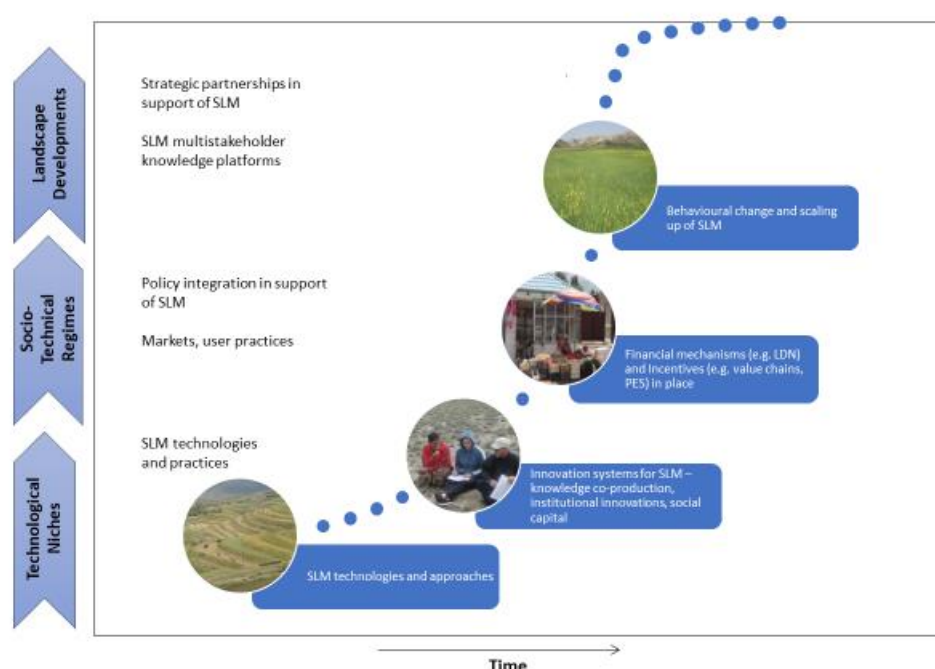 Landscape
Developments
Socio-
Technical
Regimes
Technological
Niches
Strategic partnerships in
support of SLM
SLM multistakeholder
knowledge platforms
Policy integration in support
of SLM
Markets, user practices
SLM technologies
and practices
Behavioural change and scaling
up of SLM
Financial mechanisms (e.g. LDN)
and Incentives (e.g. value chains,
PES) in place
Innovation systems for SLM –
knowledge co-production,
institutional innovations, social
capital
SLM technologies and approaches
Time